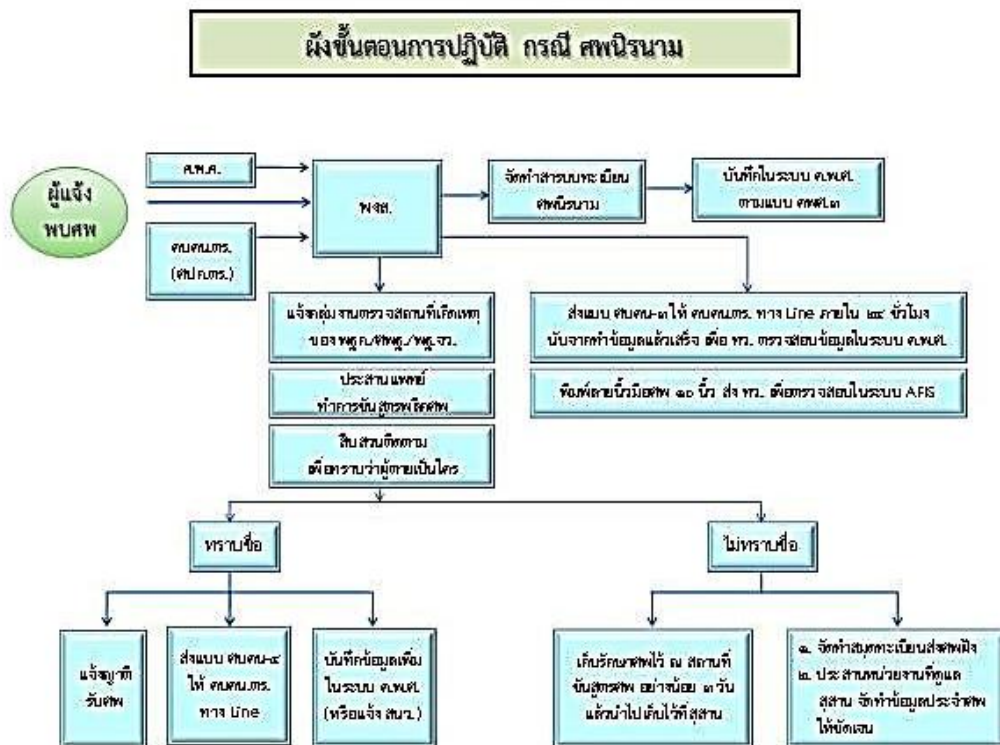 ผังขั้นตอนการปฏิบัติ กรณี ศพนิรนาม
ผู้แจ้ง
พบศพ
ค.พ.ศ.
ศบคน.ตร.
(ศปค.ตร.)
พงส.
จัดทำสารบบทะเบียน
ศพนิรนาม
บันทึกในระบบ ค.พ.ศ.
ตามแบบ คพศ.๓
แจ้งกลุ่มงานตรวจสถานที่เกิดเหตุ
ของ พฐก./ศพฐ./พฐ.จว.
ประสานแพทย์
ทำการชันสูตรพลิกศพ
สืบสวนติดตาม
เพื่อทราบว่าผู้ตายเป็นใคร
ส่งแบบ ศบคน-๓ ให้ ศบคน.ตร. ทาง Line ภายใน ๒๔ ชั่วโมง
นับจากทำข้อมูลแล้วเสร็จ เพื่อ ทว. ตรวจสอบข้อมูลในระบบ ค.พ.ศ.
พิมพ์ลายนิ้วมือศพ ๑๐ นิ้ว ส่ง ทว. เพื่อตรวจสอบในระบบ AFIS
ทราบชื่อ
ไม่ทราบชื่อ
แจ้งญาติ
รับศพ
ส่งแบบ ศบคน-๔
ให้ ศบคน.ตร.
ทาง Line
บันทึกข้อมูลเพิ่ม
ในระบบ ค.พ.ศ.
(หรือแจ้ง สนว.)
เก็บรักษาศพไว้ ณ สถานที่
ชันสูตรศพ อย่างน้อย ๓ วัน
แล้วนำไปเก็บไว้ที่สุสาน
๑. จัดทำสมุดทะเบียนส่งศพฝัง
๒. ประสานหน่วยงานที่ดูแล
สุสาน จัดทำข้อมูลประจำศพ
ให้ชัดเจน